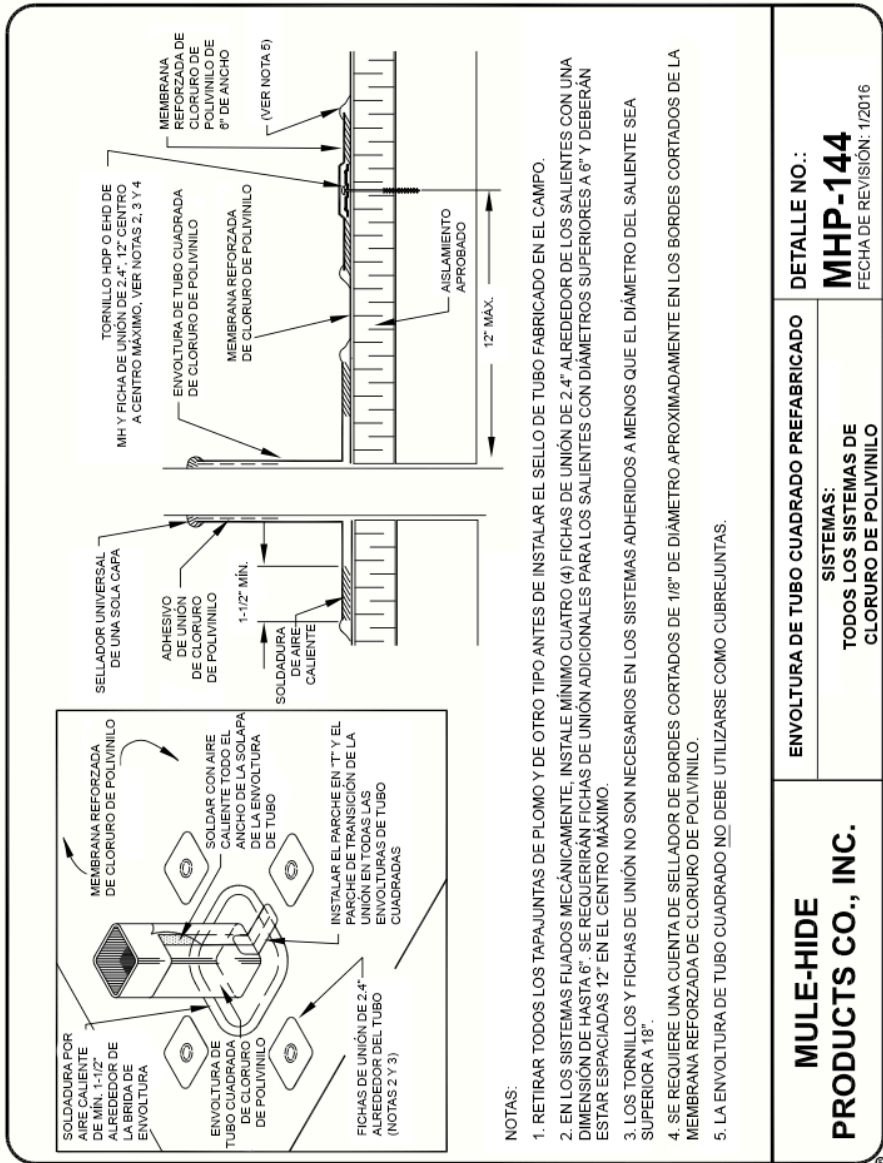 SOLDADURA POR
AIRE CALIENTE
DE MÍN. 1-1/2"
ALREDEDOR DE
LA BRIDA DE
ENVOLTURA
MEMBRANA REFORZADA
DE CLORURO DE POLIVINILO
SOLDAR CON AIRE
CALIENTE TODO EL
ANCHO DE LA SOLAPA
DE LA ENVOLTURA
DE TUBO
ENVOLTURA DE
TUBO CUADRADA
DE CLORURO
DE POLIVINILO
FICHAS DE UNIÓN DE 2.4"
ALREDEDOR DEL TUBO
(NOTAS 2 Y 3)
INSTALAR EL PARCHE EN "T" Y EL
PARCHE DE TRANSICIÓN DE LA
UNIÓN EN TODAS LAS
ENVOLTURAS DE TUBO
CUADRADAS
SELLADOR UNIVERSAL
DE UNA SOLA CAPA
ADHESIVO
DE UNIÓN
DE CLORURO
DE POLIVINILO
1-1/2" MÍN.
SOLDADURA
DE AIRE
CALIENTE
TORNILLO HDP O EHD DE
MH Y FICHA DE UNIÓN DE 2.4", 12" CENTRO
A CENTRO MÁXIMO, VER NOTAS 2, 3 Y 4
ENVOLTURA DE TUBO CUADRADA
DE CLORURO DE POLIVINILO
MEMBRANA REFORZADA
DE CLORURO DE POLIVINILO
MEMBRANA
REFORZADA DE
CLORURO DE
POLIVINILO DE
6" DE ANCHO
(VER NOTA 5)
AISLAMIENTO
APROBADO
12" MÁX.
NOTAS:
1. RETIRAR TODOS LOS TAPAJUNTAS DE PLOMO Y DE OTRO TIPO ANTES DE INSTALAR EL SELLO DE TUBO FABRICADO EN EL CAMPO.
2. EN LOS SISTEMAS FIJADOS MECÁNICAMENTE, INSTALE MÍNIMO CUATRO (4) FICHAS DE UNIÓN DE 2.4" ALREDEDOR DE LOS SALIENTES CON UNA
DIMENSIÓN DE HASTA 6". SE REQUERIRÁN FICHAS DE UNIÓN ADICIONALES PARA LOS SALIENTES CON DIÁMETROS SUPERIORES A 6" Y DEBERÁN
ESTAR ESPACIADAS 12" EN EL CENTRO MÁXIMO.
3. LOS TORNILLOS Y FICHAS DE UNIÓN NO SON NECESARIOS EN LOS SISTEMAS ADHERIDOS A MENOS QUE EL DIÁMETRO DEL SALIENTE SEA
SUPERIOR A 18".
4. SE REQUIERE UNA CUENTA DE SELLADOR DE BORDES CORTADOS DE 1/8" DE DIÁMETRO APROXIMADAMENTE EN LOS BORDES CORTADOS DE LA
MEMBRANA REFORZADA DE CLORURO DE POLIVINILO.
5. LA ENVOLTURA DE TUBO CUADRADO NO DEBE UTILIZARSE COMO CUBREJUNTAS.
MULE-HIDE
PRODUCTS CO., INC.
®
ENVOLTURA DE TUBO CUADRADO PREFABRICADO
SISTEMAS:
TODOS LOS SISTEMAS DE
CLORURO DE POLIVINILO
DETALLE NO.:
MHP-144
FECHA DE REVISIÓN: 1/2016